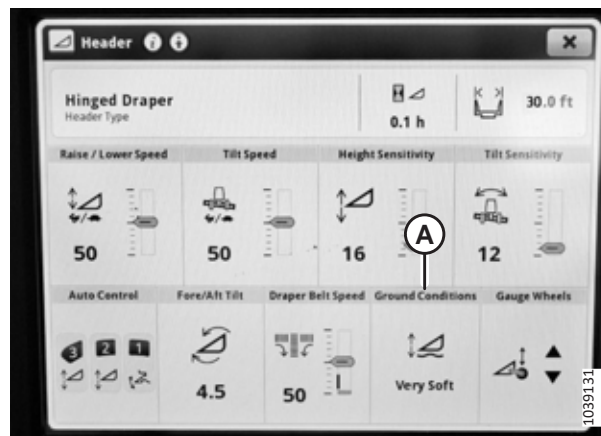 Header
Hinged Draper
Header Type
0.1 h
30.0 ft
Raise / Lower Speed
Tilt Speed
Height Sensitivity
Tilt Sensitivity
50
50
16
12
A
Auto Control
Fore/Aft Tilt
Draper Belt Speed
Ground Conditions
Gauge Wheels
3
2
1
4.5
50
Very Soft
1039131